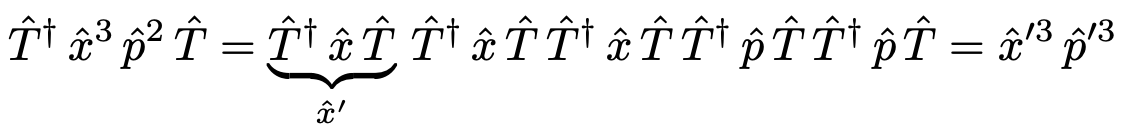 T̂† x̂³ p̂² T̂ = T̂† x̂ T̂ T̂† x̂ T̂ T̂† x̂ T̂ T̂† p̂ T̂ T̂† p̂ T̂ = x̂′³ p̂′³
x̂′